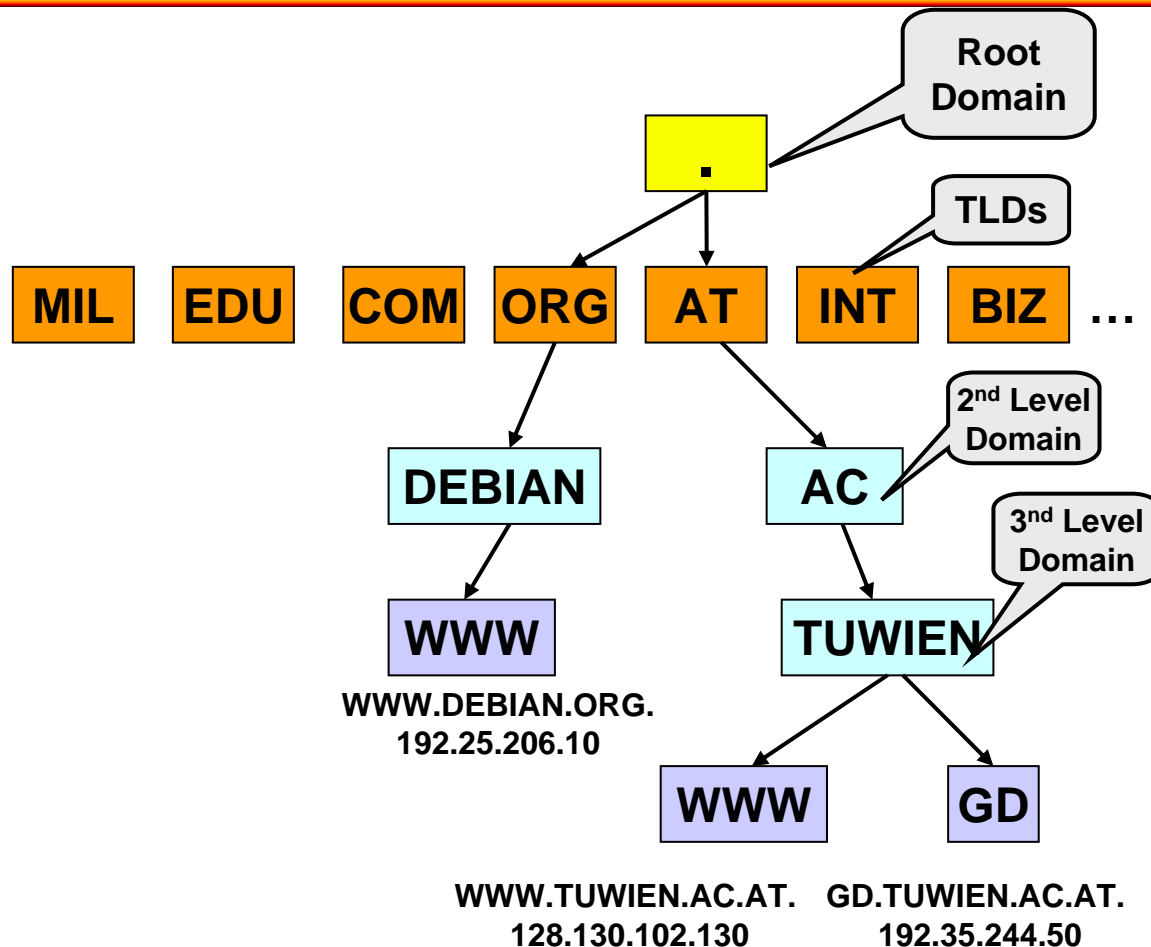 Root
Domain
.
TLDs
MIL EDU COM ORG AT INT BIZ ...
2nd Level
Domain
DEBIAN AC
3nd Level
Domain
WWW TUWIEN
WWW.DEBIAN.ORG.
192.25.206.10
WWW GD
WWW.TUWIEN.AC.AT. GD.TUWIEN.AC.AT.
128.130.102.130 192.35.244.50